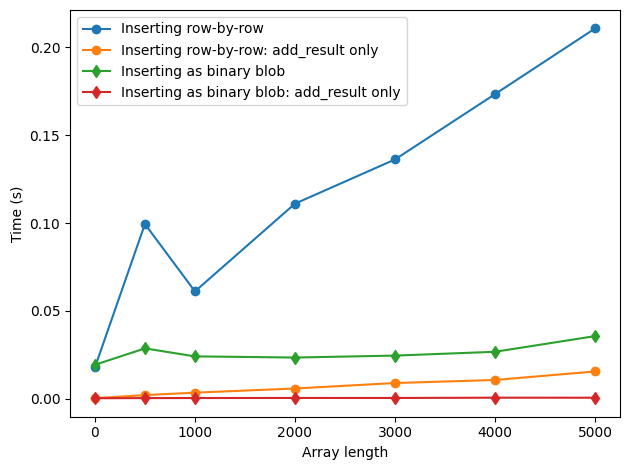 Inserting row-by-row
Inserting row-by-row: add_result only
Inserting as binary blob
Inserting as binary blob: add_result only
0.20
0.15
0.10
0.05
0.00
Time (s)
0 1000 2000 3000 4000 5000
Array length